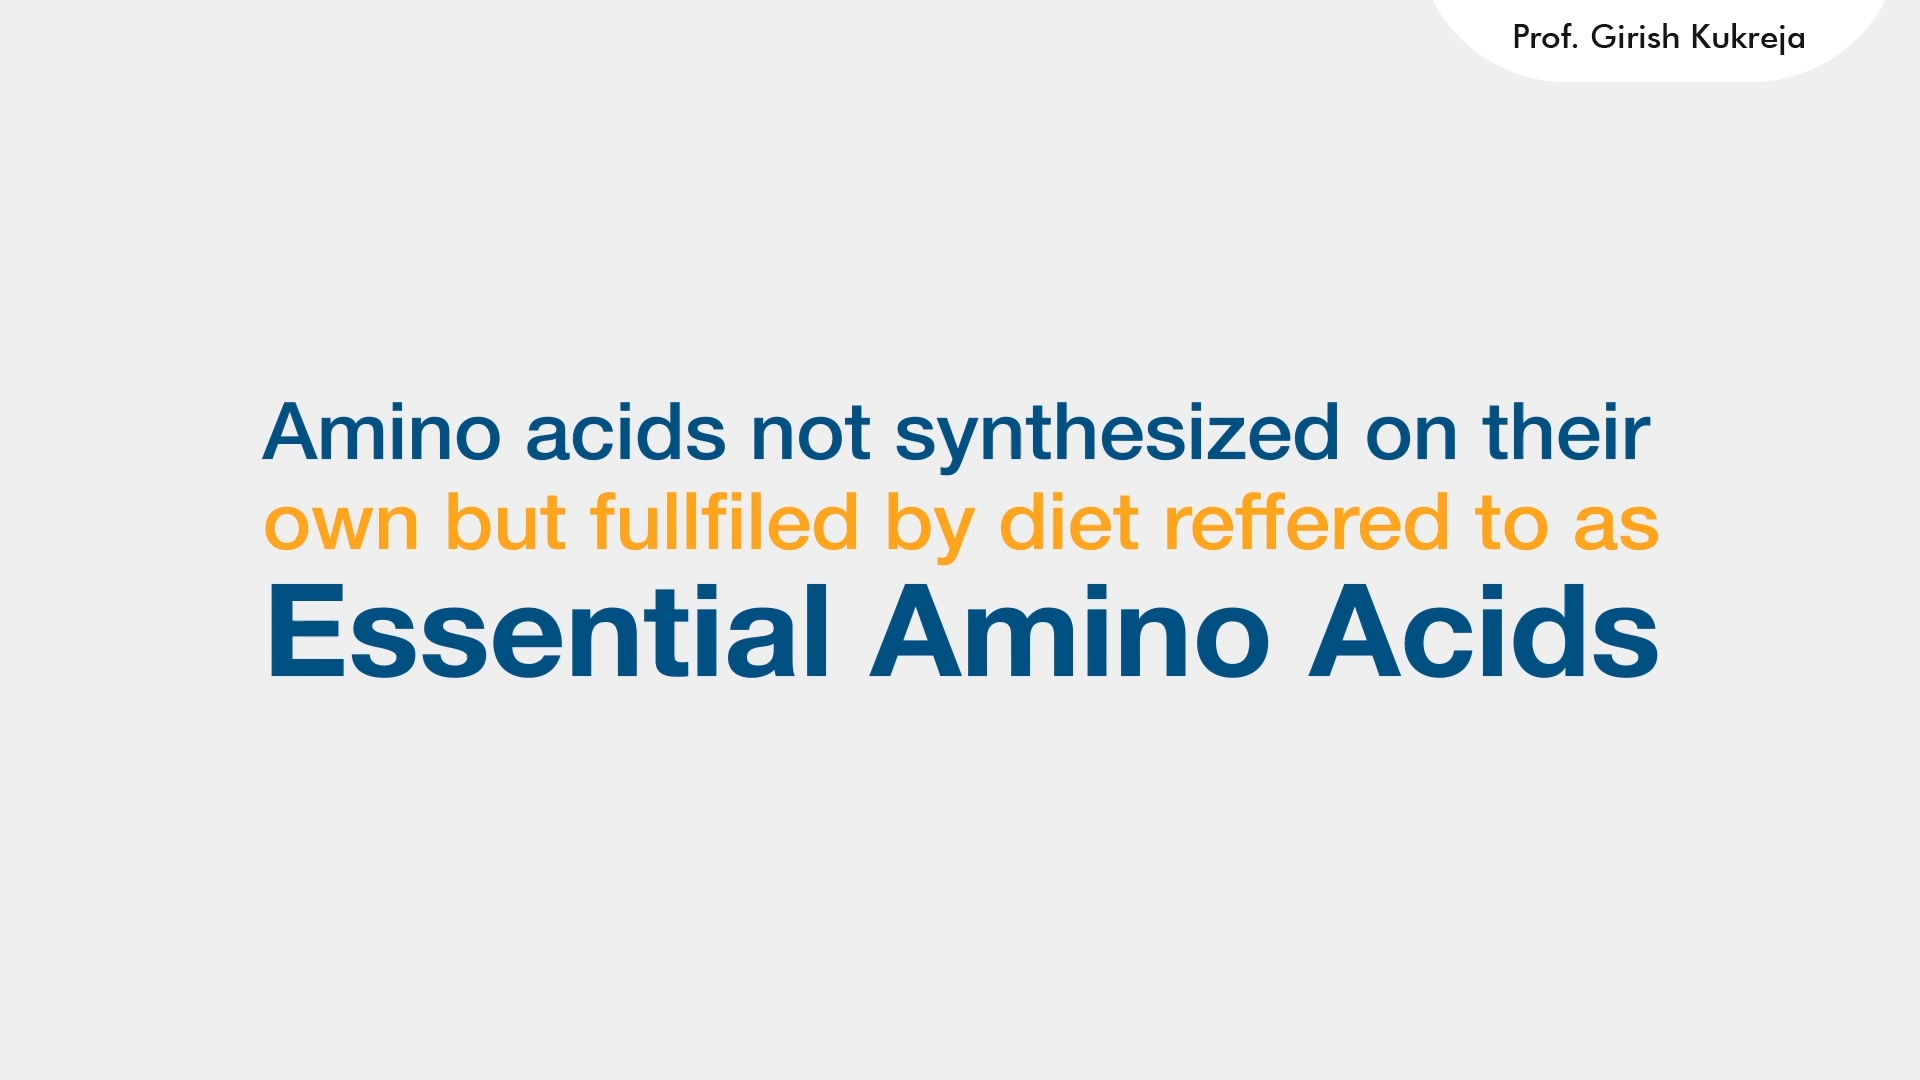 Prof. Girish Kukreja
Amino acids not synthesized on their
own but fullfiled by diet reffered to as
Essential Amino Acids